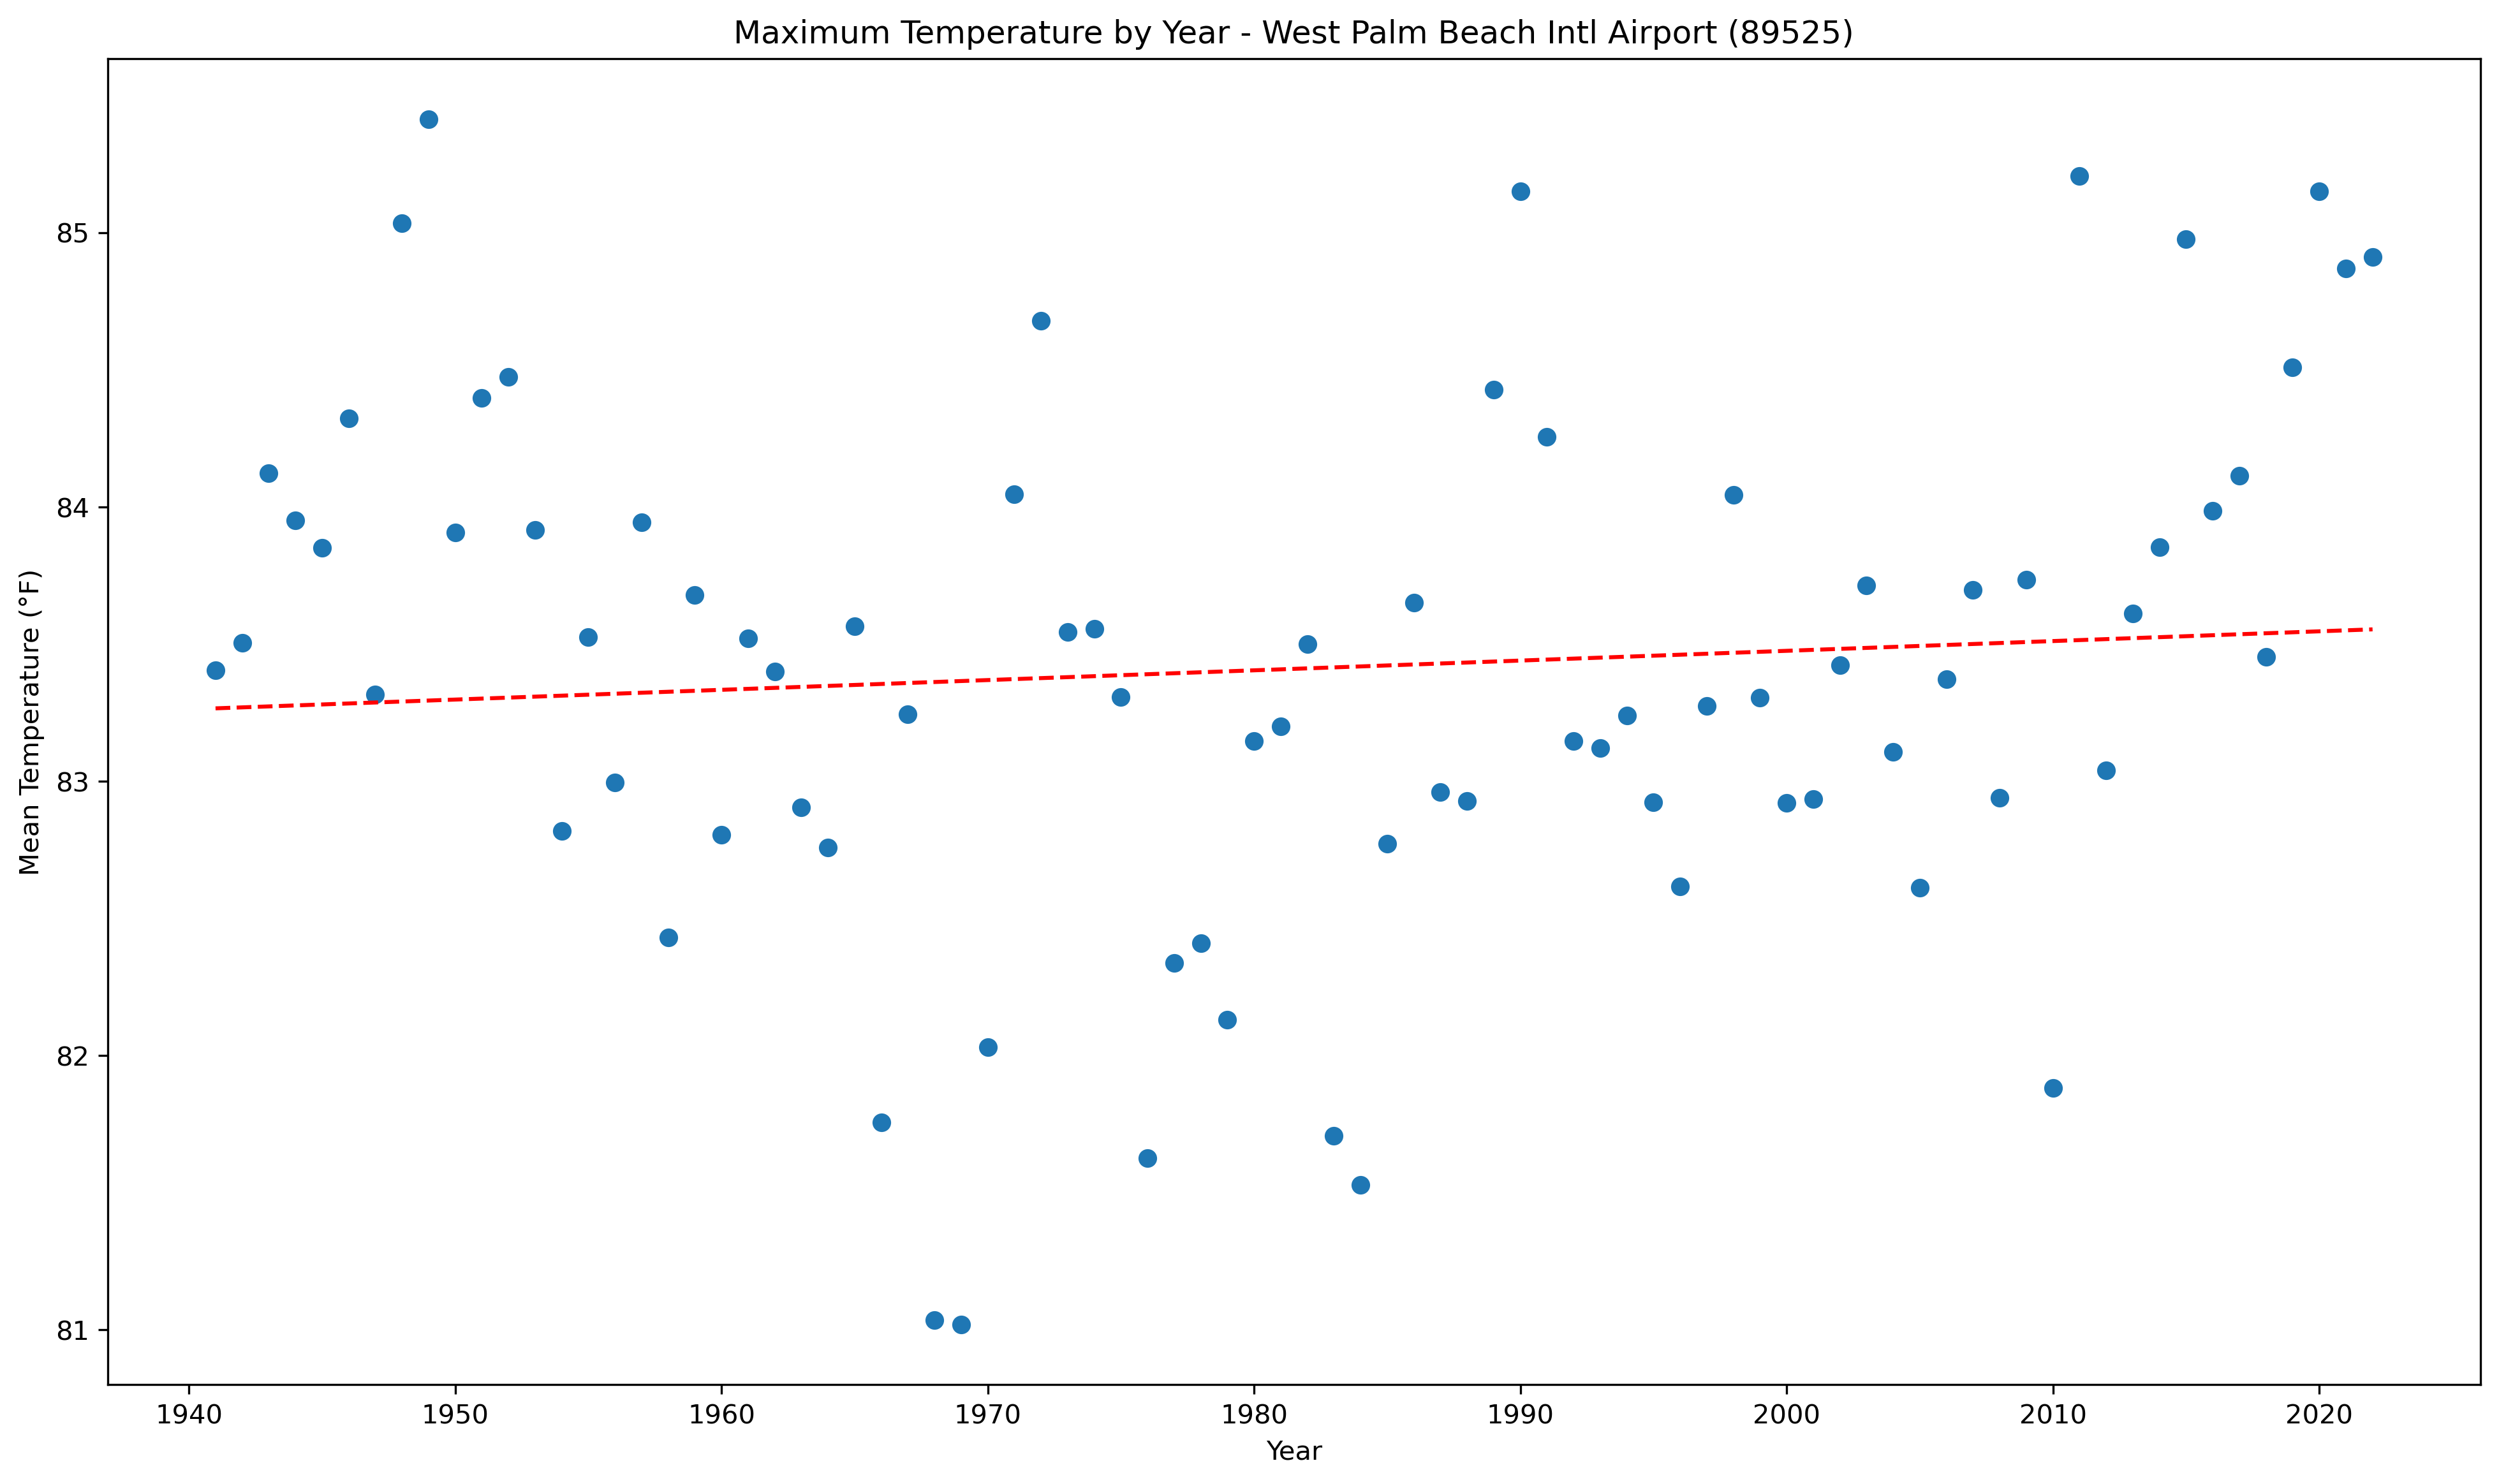 Maximum Temperature by Year - West Palm Beach Intl Airport (89525)
Mean Temperature (°F)
85
84
83
82
81
1940 1950 1960 1970 1980 1990 2000 2010 2020
Year